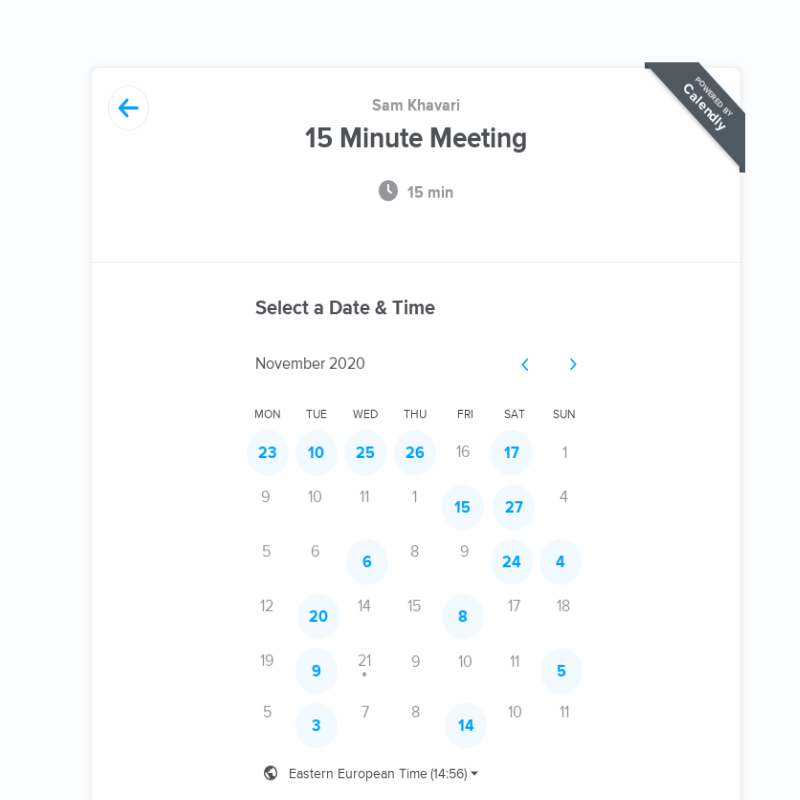 POWERED BY
Calendly
Sam Khavari
15 Minute Meeting
15 min
Select a Date & Time
November 2020
MON TUE WED THU FRI SAT SUN
23 10 25 26 16 17 1
9 10 11 1 15 27 4
5 6 6 8 9 24 4
12 20 14 15 8 17 18
19 9 21 9 10 11 5
5 3 7 8 14 10 11
Eastern European Time (14:56)